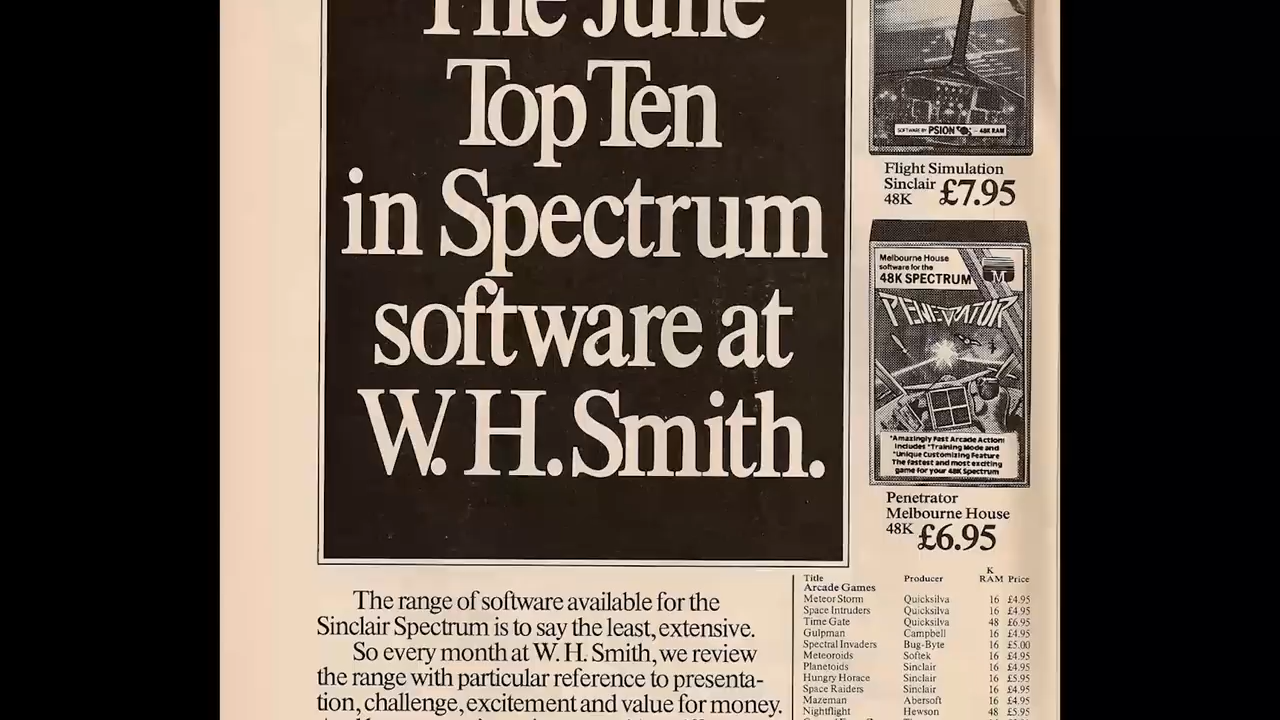 The June
Top Ten
in Spectrum
software at
W. H. Smith.
The range of software available for the
Sinclair Spectrum is to say the least, extensive.
So every month at W. H. Smith, we review
the range with particular reference to presenta-
tion, challenge, excitement and value for money.
SOFTWARE BY PSION 48K RAM
Flight Simulation
Sinclair
48K £7.95
Melbourne House
software for the
48K SPECTRUM
M
PENETRATOR
*Amazingly Fast Arcade Action!
Includes *Training Mode and
*Unique Customizing Feature
The fastest and most exciting
game for your 48K Spectrum
Penetrator
Melbourne House
48K £6.95
Title Producer K RAM Price
Arcade Games
Meteor Storm Quicksilva 16 £4.95
Space Intruders Quicksilva 16 £4.95
Time Gate Quicksilva 48 £6.95
Gulpman Campbell 16 £4.95
Spectral Invaders Bug-Byte 16 £5.00
Meteoroids Softek 16 £4.95
Planetoids Sinclair 16 £4.95
Hungry Horace Sinclair 16 £5.95
Space Raiders Sinclair 16 £4.95
Mazeman Abersoft 16 £4.95
Nightflight Hewson 48 £5.95